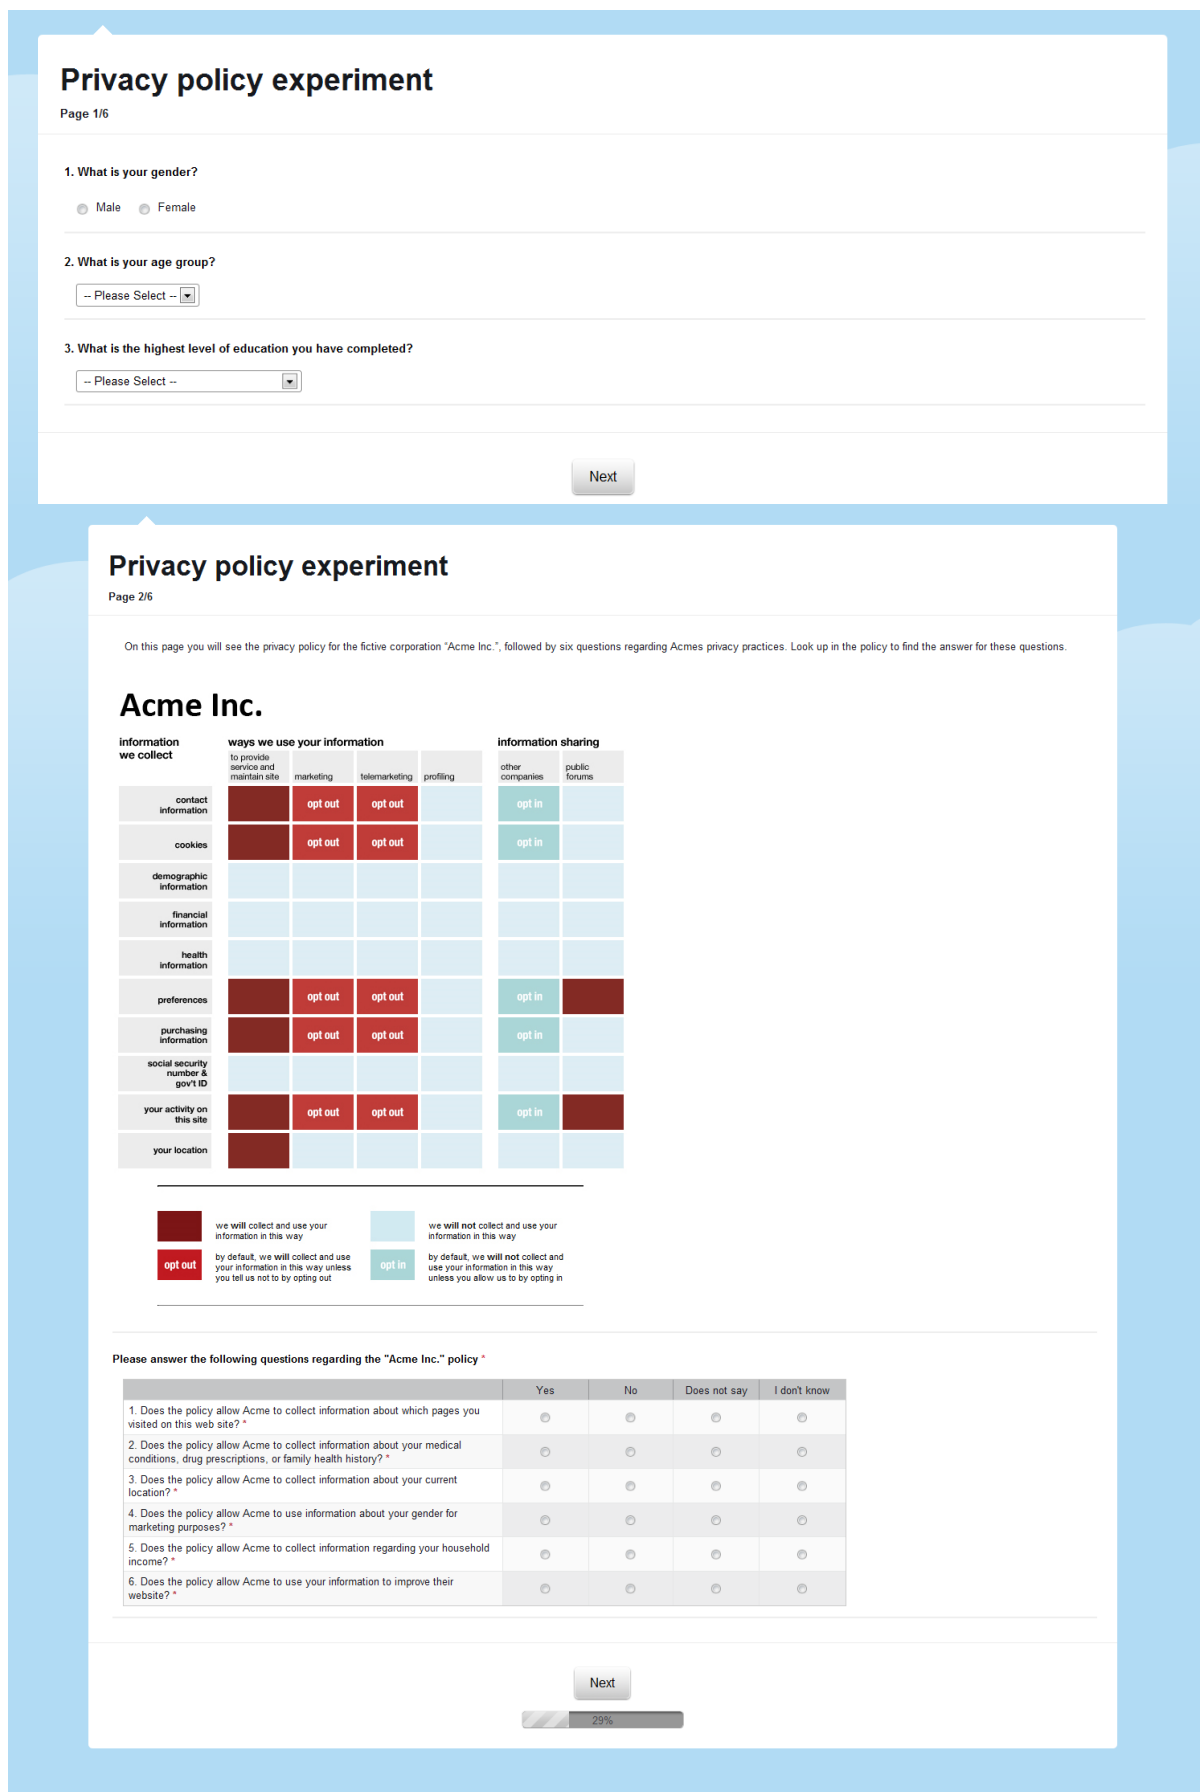 Privacy policy experiment
Page 1/6
1. What is your gender?
Male Female
2. What is your age group?
-- Please Select --
3. What is the highest level of education you have completed?
-- Please Select --
Next
Privacy policy experiment
Page 2/6
On this page you will see the privacy policy for the fictive corporation "Acme Inc.", followed by six questions regarding Acmes privacy practices. Look up in the policy to find the answer for these questions.
Acme Inc.
information
we collect
ways we use your information
information sharing
to provide
service and
maintain site
marketing
telemarketing
profiling
other
companies
public
forums
contact
information
opt out opt out opt in
cookies
opt out opt out opt in
demographic
information
financial
information
health
information
preferences
opt out opt out opt in
purchasing
information
opt out opt out opt in
social security
number &
gov't ID
your activity on
this site
opt out opt out opt in
your location
we will collect and use your
information in this way
we will not collect and use your
information in this way
opt out
by default, we will collect and use
your information in this way unless
you tell us not to by opting out
opt in
by default, we will not collect and
use your information in this way
unless you allow us to by opting in
Please answer the following questions regarding the "Acme Inc." policy *
Yes No Does not say I don't know
1. Does the policy allow Acme to collect information about which pages you
visited on this web site? *
2. Does the policy allow Acme to collect information about your medical
conditions, drug prescriptions, or family health history? *
3. Does the policy allow Acme to collect information about your current
location? *
4. Does the policy allow Acme to use information about your gender for
marketing purposes? *
5. Does the policy allow Acme to collect information regarding your household
income? *
6. Does the policy allow Acme to use your information to improve their
website? *
Next
29%